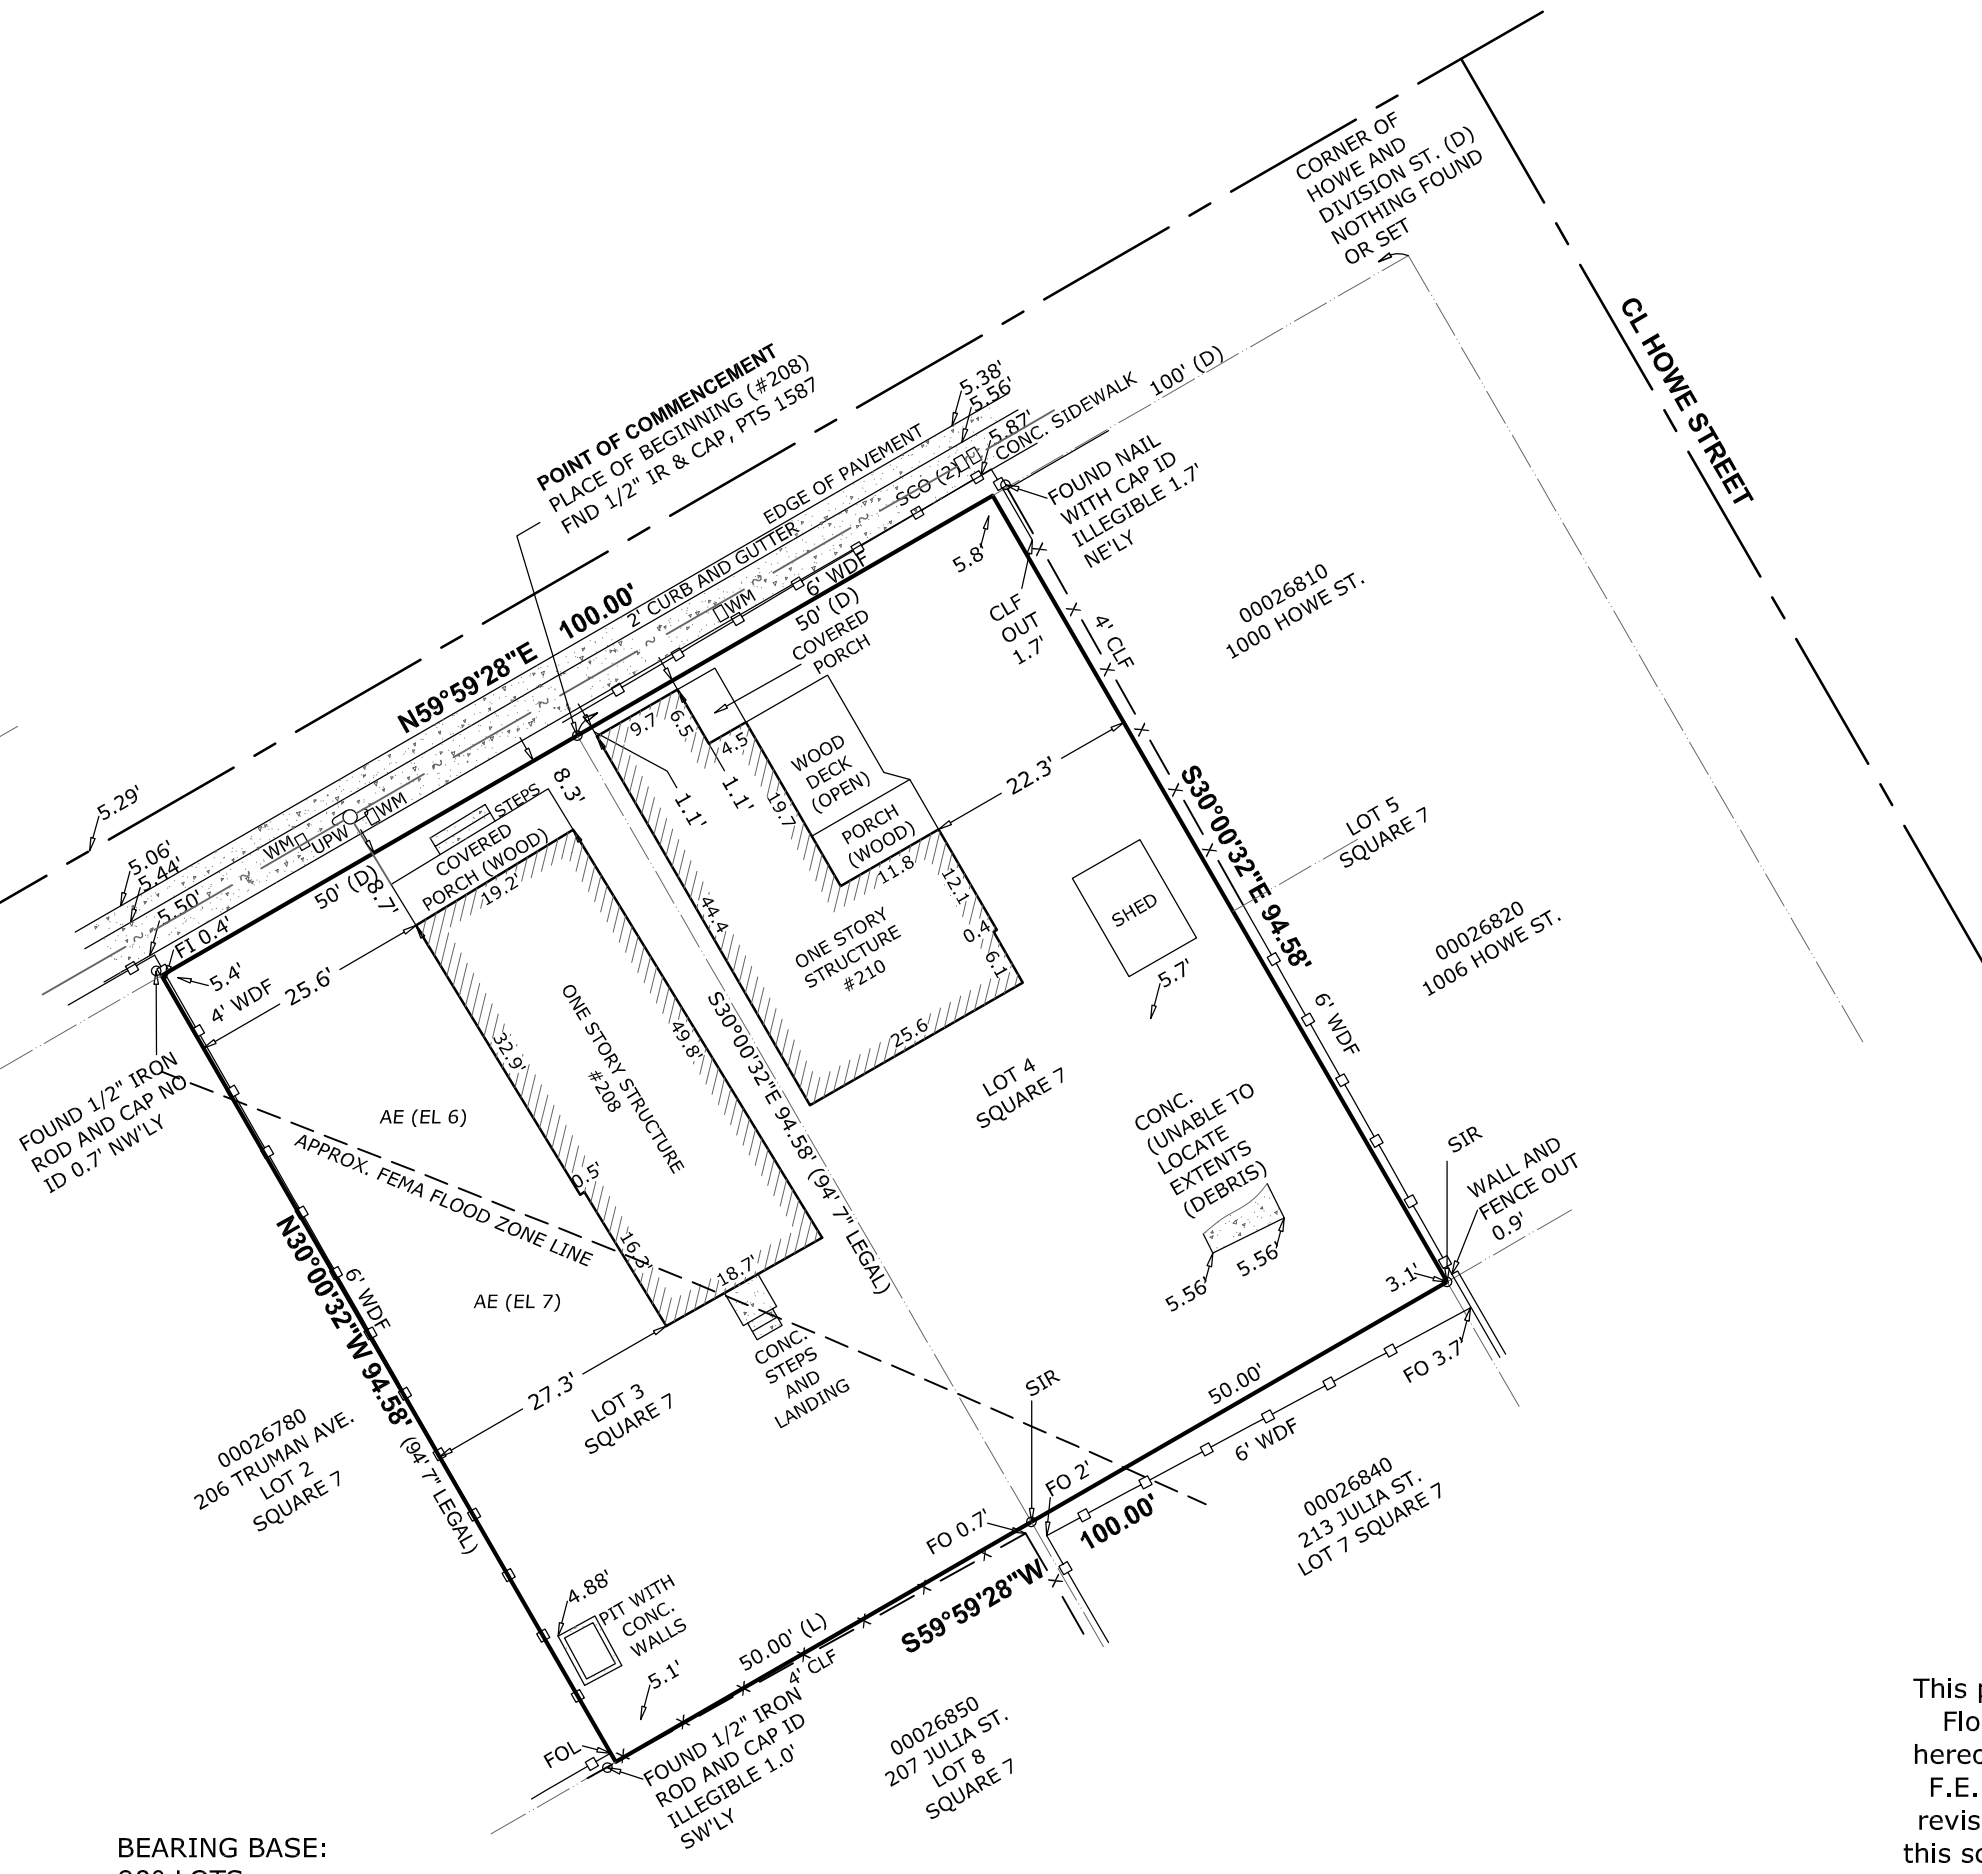 CORNER OF
HOWE AND
DIVISION ST. (D)
NOTHING FOUND
OR SET
CL HOWE STREET
POINT OF COMMENCEMENT
PLACE OF BEGINNING (#208)
FND 1/2" IR & CAP, PTS 1587
5.38'
5.56'
5.87'
CONC. SIDEWALK
100' (D)
EDGE OF PAVEMENT
SCO (2)
2' CURB AND GUTTER
FOUND NAIL
WITH CAP ID
ILLEGIBLE 1.7'
NE'LY
N59°59'28"E 100.00'
6' WDF
WM
50' (D)
COVERED
PORCH
5.8'
CLF
OUT
1.7'
4' CLF
00026810
1000 HOWE ST.
5.29'
5.06'
5.44'
5.50'
FI 0.4'
WM
UPW
WM
50' (D)
8.7'
STEPS
COVERED
PORCH (WOOD)
19.2'
8.3'
9.7
6.5
4.5
1.1'
1.1'
19.7
WOOD
DECK
(OPEN)
PORCH
(WOOD)
11.8
22.3'
S30°00'32"E 94.58'
LOT 5
SQUARE 7
5.4'
4' WDF
25.6'
44.4
12.1
0.4
6.1
ONE STORY
STRUCTURE
#210
25.6
SHED
5.7'
00026820
1006 HOWE ST.
6' WDF
FOUND 1/2" IRON
ROD AND CAP NO
ID 0.7' NW'LY
AE (EL 6)
APPROX. FEMA FLOOD ZONE LINE
AE (EL 7)
32.9'
ONE STORY STRUCTURE
#208
49.8'
0.5'
16.3'
18.7'
S30°00'32"E 94.58' (94' 7" LEGAL)
LOT 4
SQUARE 7
CONC.
(UNABLE TO
LOCATE
EXTENTS
(DEBRIS)
5.56'
5.56'
SIR
WALL AND
FENCE OUT
0.9'
3.1'
FO 3.7'
N30°00'32"W 94.58' (94' 7" LEGAL)
6' WDF
27.3'
LOT 3
SQUARE 7
CONC.
STEPS
AND
LANDING
SIR
50.00'
6' WDF
00026780
206 TRUMAN AVE.
LOT 2
SQUARE 7
FO 2'
FO 0.7'
100.00'
S59°59'28"W
00026840
213 JULIA ST.
LOT 7 SQUARE 7
4.88'
PIT WITH
CONC.
WALLS
5.1'
50.00' (L)
4' CLF
FOL
FOUND 1/2" IRON
ROD AND CAP ID
ILLEGIBLE 1.0'
SW'LY
00026850
207 JULIA ST.
LOT 8
SQUARE 7
BEARING BASE:
This
Flo
F.E.
revis
this